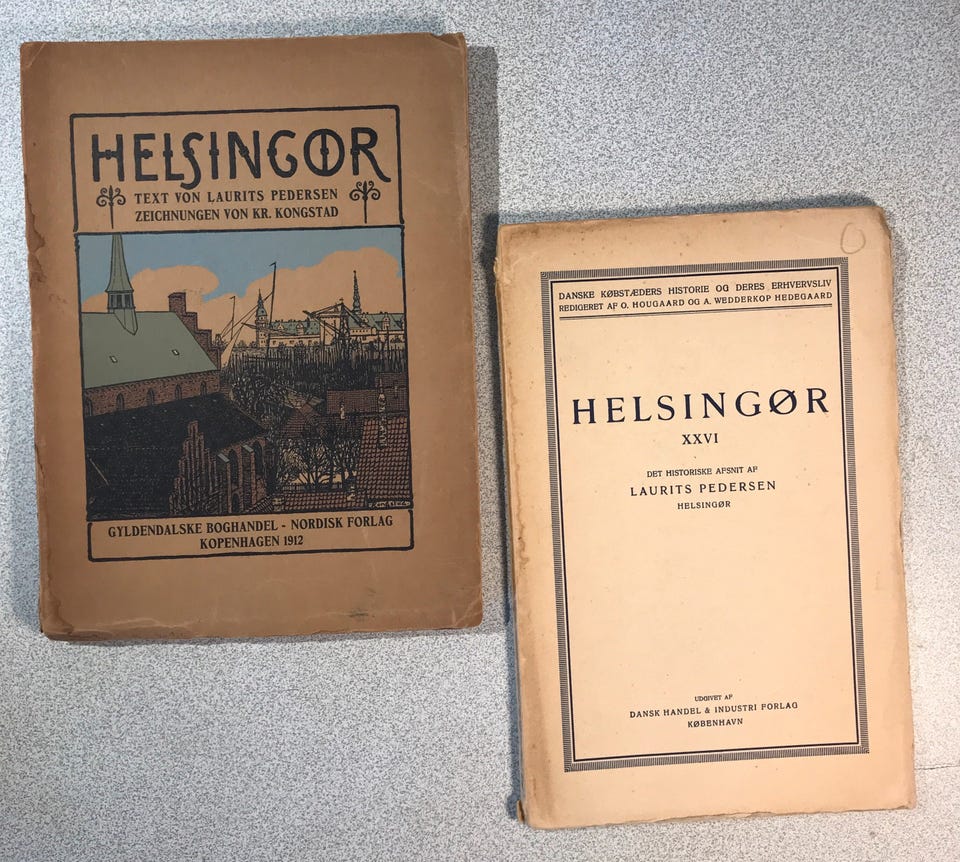 HELSINGØR
TEXT VON LAURITS PEDERSEN
ZEICHNUNGEN VON KR. KONGSTAD
GYLDENDALSKE BOGHANDEL - NORDISK FORLAG
KOPENHAGEN 1912
DANSKE KØBSTÆDERS HISTORIE OG DERES ERHVERVSLIV
REDIGERET AF O. HOUGAARD OG A. WEDDERKOP HEDEGAARD
HELSINGØR
XXVI
DET HISTORISKE AFSNIT AF
LAURITS PEDERSEN
HELSINGØR
UDGIVET AF
DANSK HANDEL & INDUSTRI FORLAG
KØBENHAVN